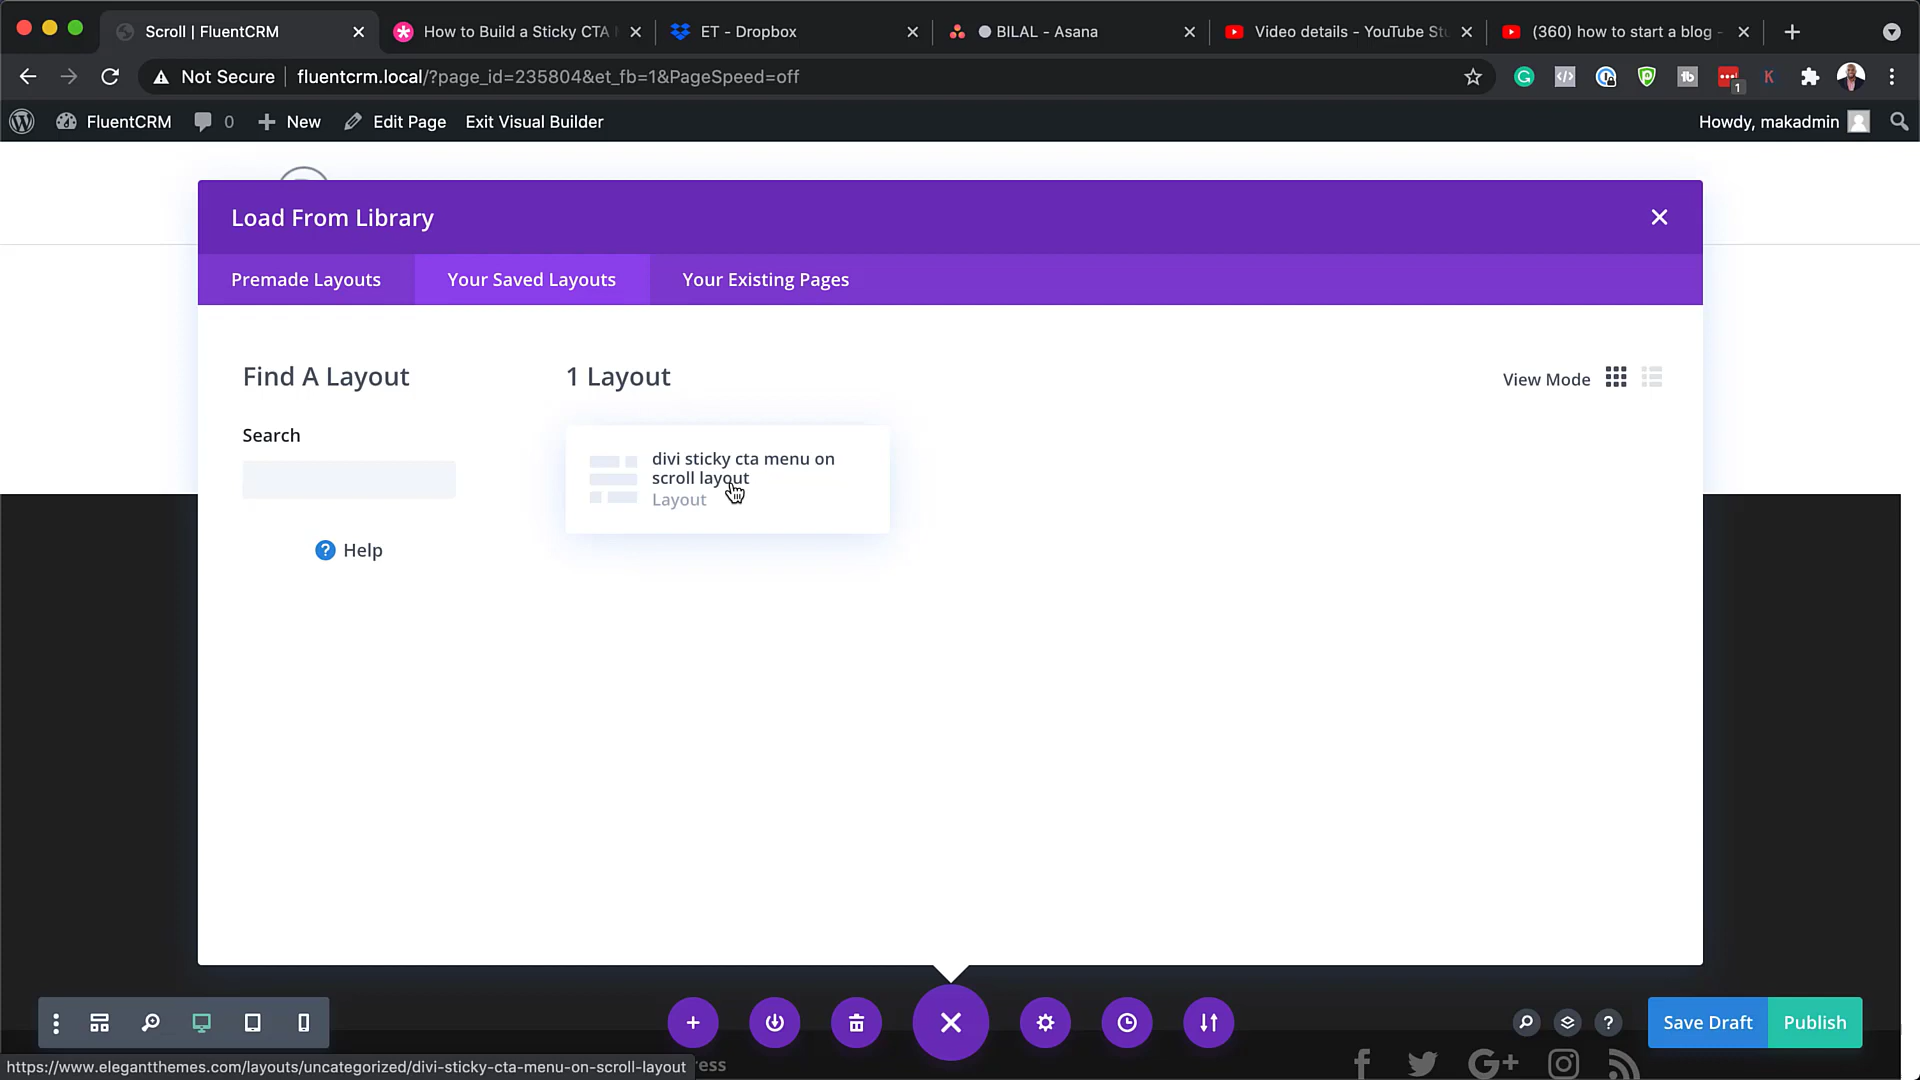 Scroll | FluentCRM
How to Build a Sticky CTA
ET - Dropbox
BILAL - Asana
Video details - YouTube Stu
(360) how to start a blog -
Not Secure
fluentcrm.local/?page_id=235804&et_fb=1&PageSpeed=off
1
FluentCRM
0
New
Edit Page
Exit Visual Builder
Howdy, makadmin
Load From Library
Premade Layouts
Your Saved Layouts
Your Existing Pages
Find A Layout
1 Layout
View Mode
Search
divi sticky cta menu on
scroll layout
Layout
? Help
Save Draft
Publish
https://www.elegantthemes.com/layouts/uncategorized/divi-sticky-cta-menu-on-scroll-layout
ress